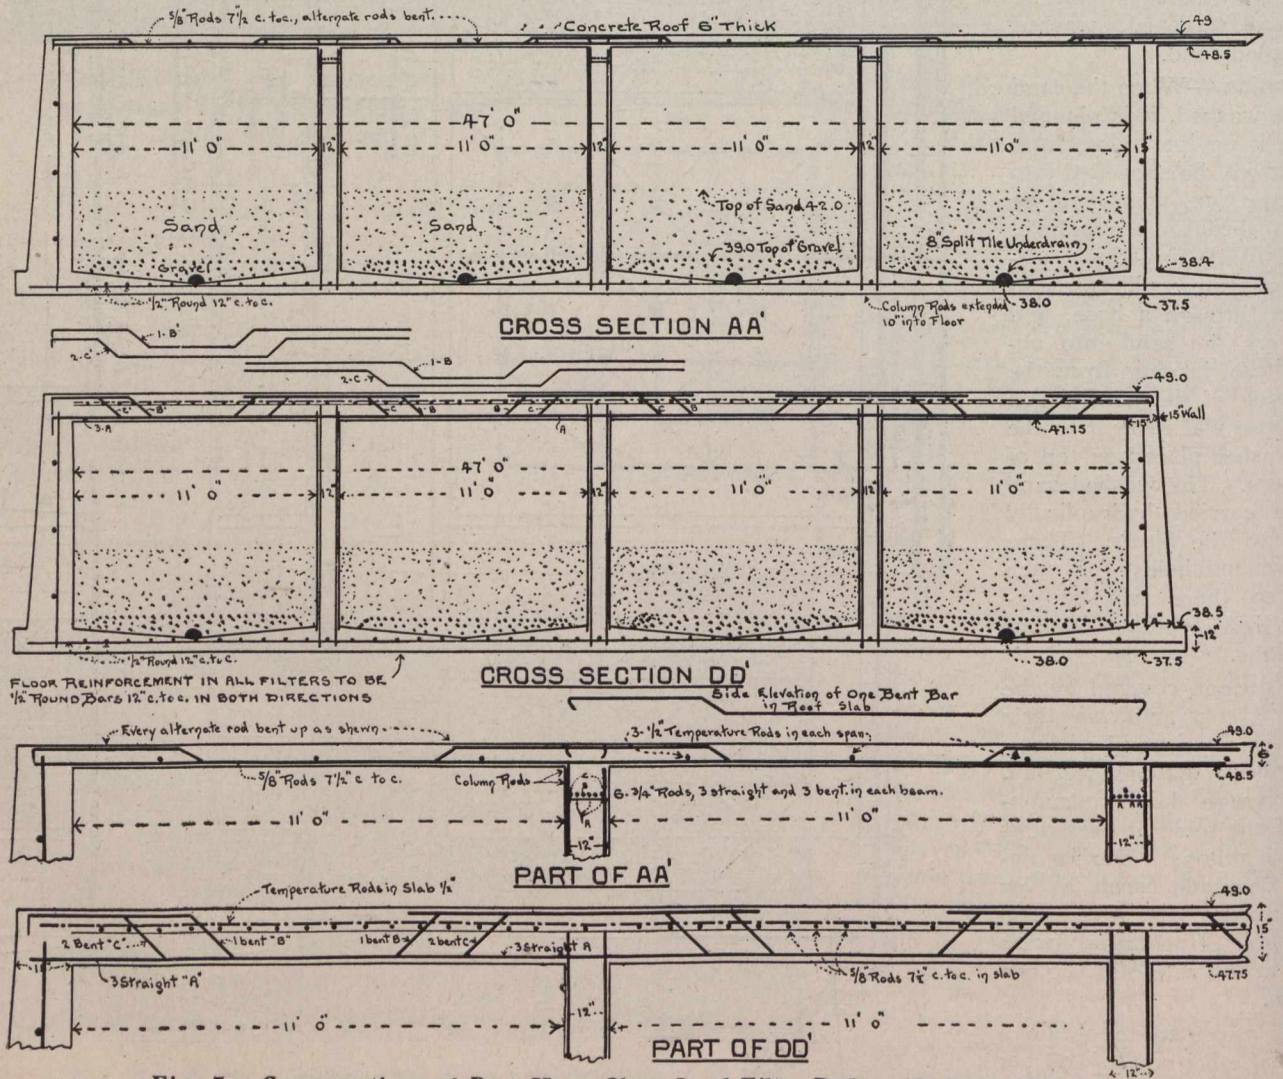 5/8" Rods 7½ c. to c., alternate rods bent.
Concrete Roof 6" Thick
49
48.5
47' 0"
11' 0" 12" 11' 0" 12" 11' 0" 12" 11' 0" 15"
Top of Sand 42.0
Sand Sand
39.0 Top of Gravel
8" Split Tile Underdrain
Gravel
38.4
½" Round 12" c. to c.
Column Rods extended
10" into Floor
38.0
37.5
CROSS SECTION AA'
1-B'
2-C'
1-B
2-C
49.0
C B C B B C C B
3-A
A
47.75
15"
15" Wall
47' 0"
11' 0" 12" 11' 0" 12" 11' 0" 12" 11' 0"
38.5
12"
½" Round 12" c. to c.
38.0
37.5
CROSS SECTION DD'
FLOOR REINFORCEMENT IN ALL FILTERS TO BE
½" ROUND BARS 12" c. to c. IN BOTH DIRECTIONS
Side Elevation of One Bent Bar
in Roof Slab
Every alternate rod bent up as shewn
3-½" Temperature Rods in each span
49.0
6"
48.5
5/8" Rods 7½" c to c.
Column Rods
6-¾" Rods, 3 straight and 3 bent in each beam.
A
A AA
11' 0"
11' 0"
12"
12"
PART OF AA'
Temperature Rods in Slab ½"
49.0
15"
2 Bent "C"
1 bent "B"
1 bent B
2 bent C
3 Straight A
3 Straight "A"
5/8" Rods 7½" c. to c. in slab
47.75
12"
11' 0"
11' 0"
PART OF DD'
12"